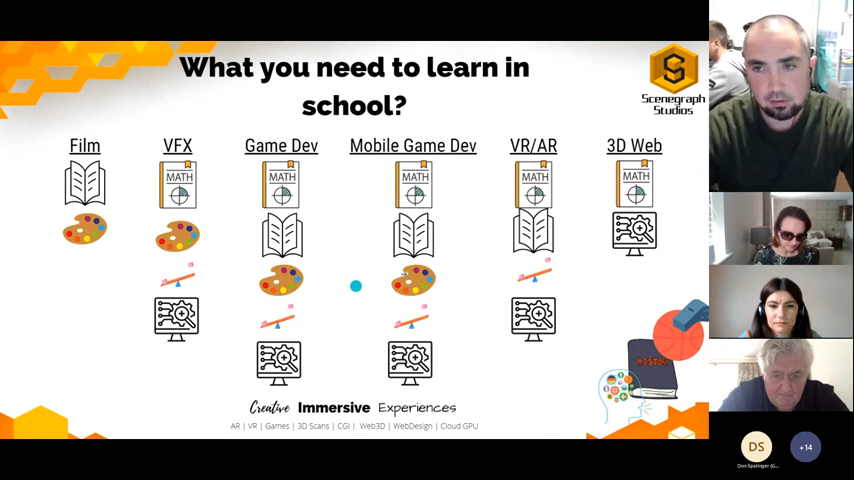 What you need to learn in
school?
Scenegraph
Studios
Film
VFX
Game Dev
Mobile Game Dev
VR/AR
3D Web
MATH
MATH
MATH
MATH
MATH
HISTORY
Creative Immersive Experiences
AR | VR | Games | 3D Scans | CGI | Web3D | WebDesign | Cloud GPU
DS
+14
Don Spalinger (G...